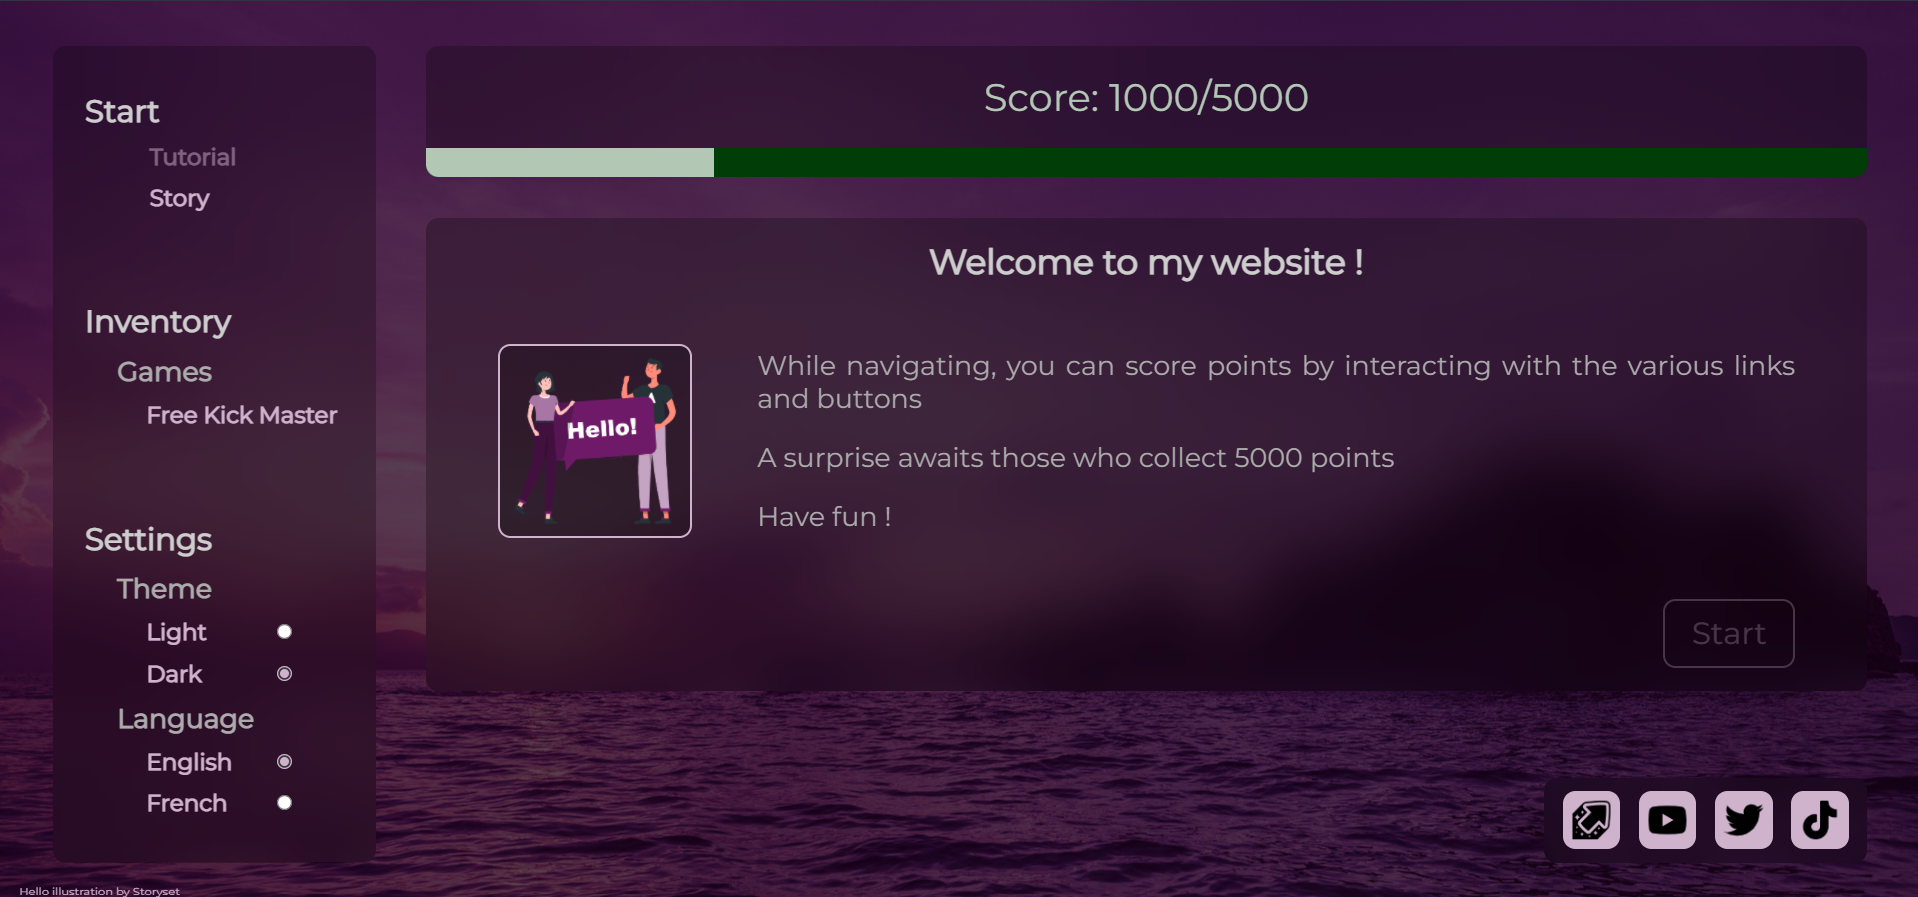 Start
Tutorial
Story
Inventory
Games
Free Kick Master
Settings
Theme
Light
Dark
Language
English
French
Score: 1000/5000
Welcome to my website !
Hello!
While navigating, you can score points by interacting with the various links
and buttons
A surprise awaits those who collect 5000 points
Have fun !
Start
Hello illustration by Storyset